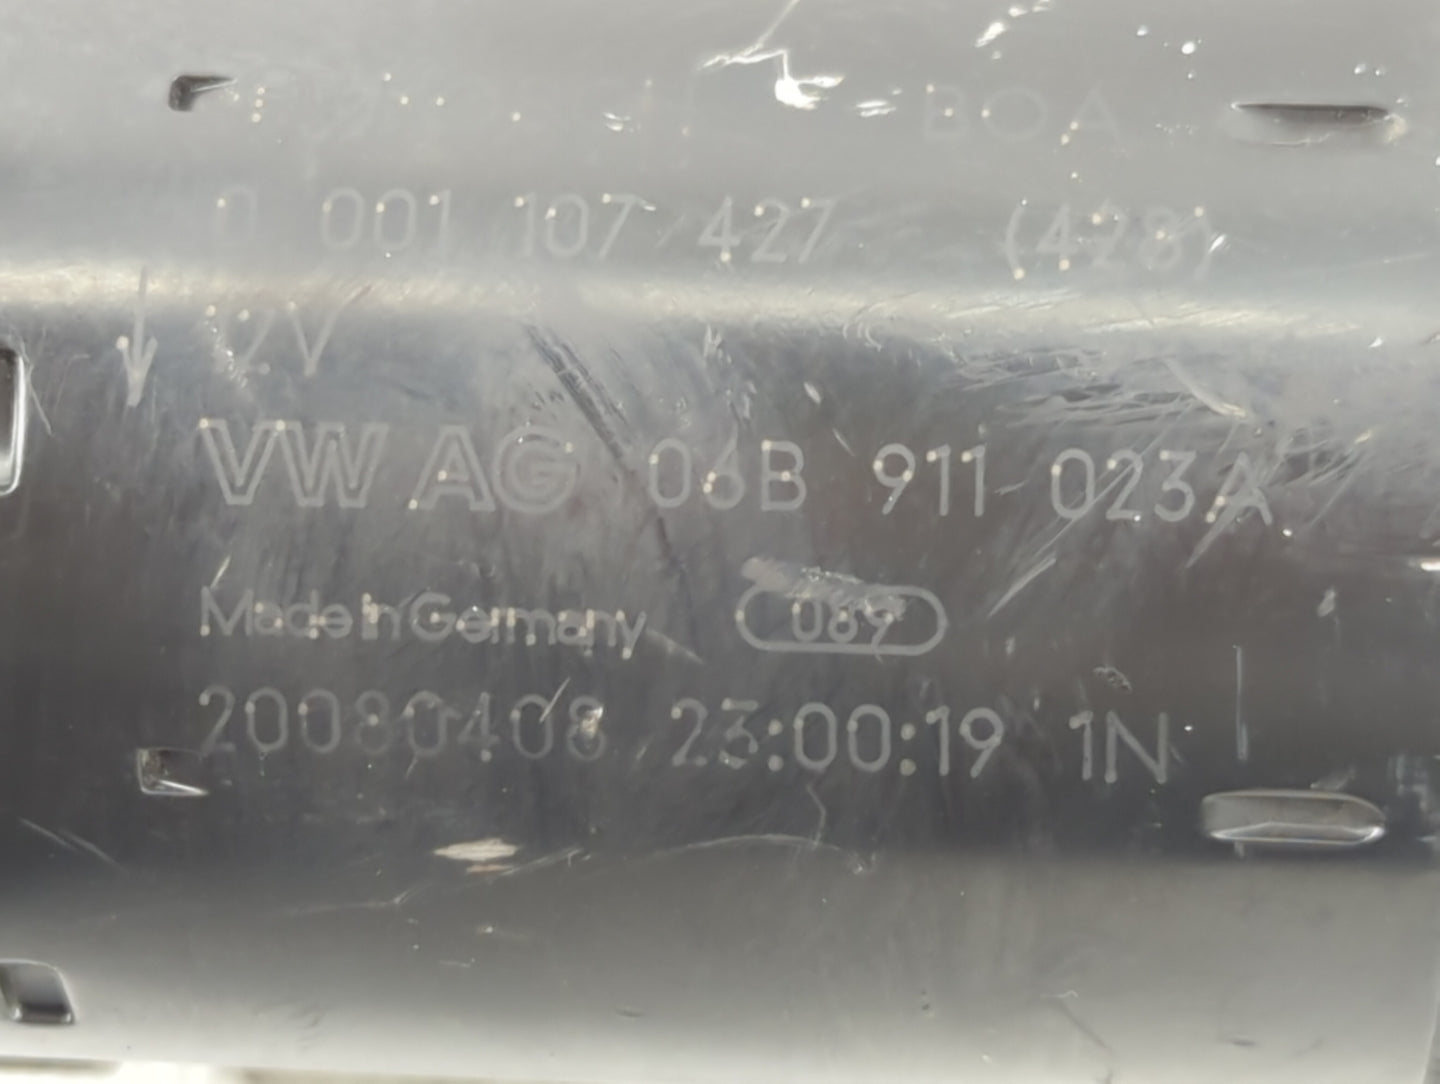 BOA
0 001 107 427 (428)
12V
VW AG 06B 911 023A
Made in Germany 089
20080408 23:00:19 1N